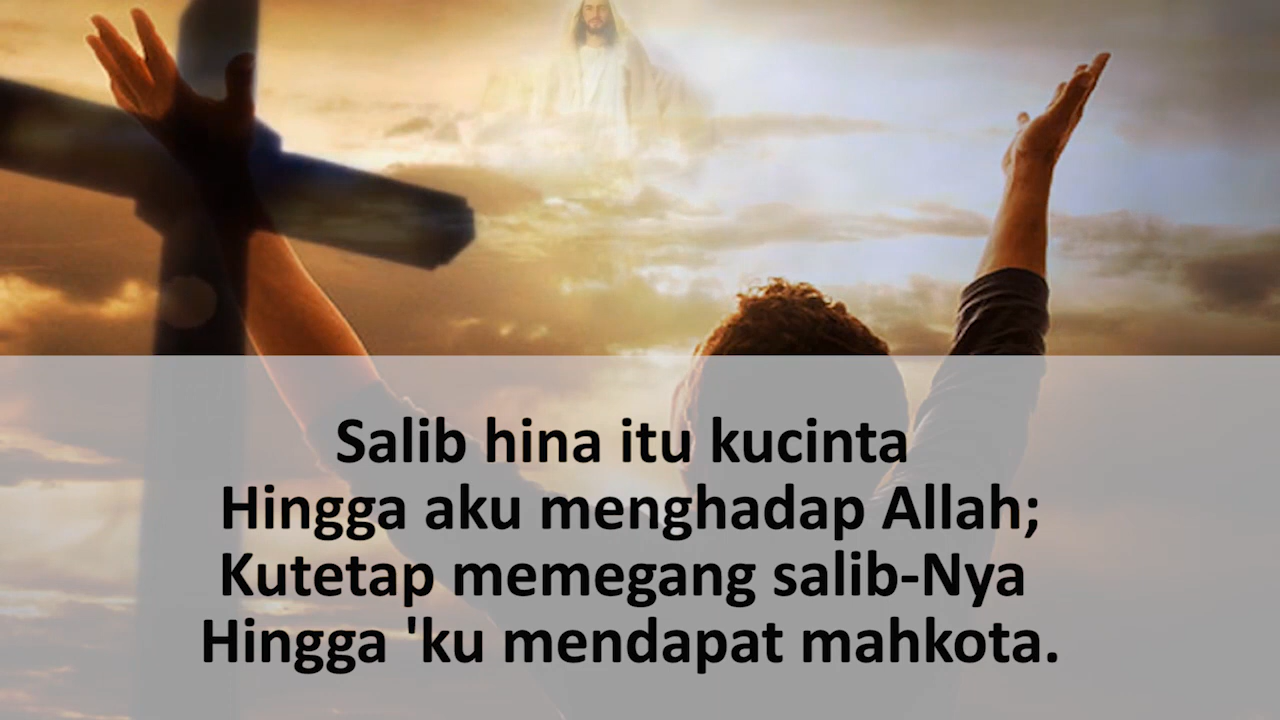 Salib hina itu kucinta
Hingga aku menghadap Allah;
Kutetap memegang salib-Nya
Hingga 'ku mendapat mahkota.